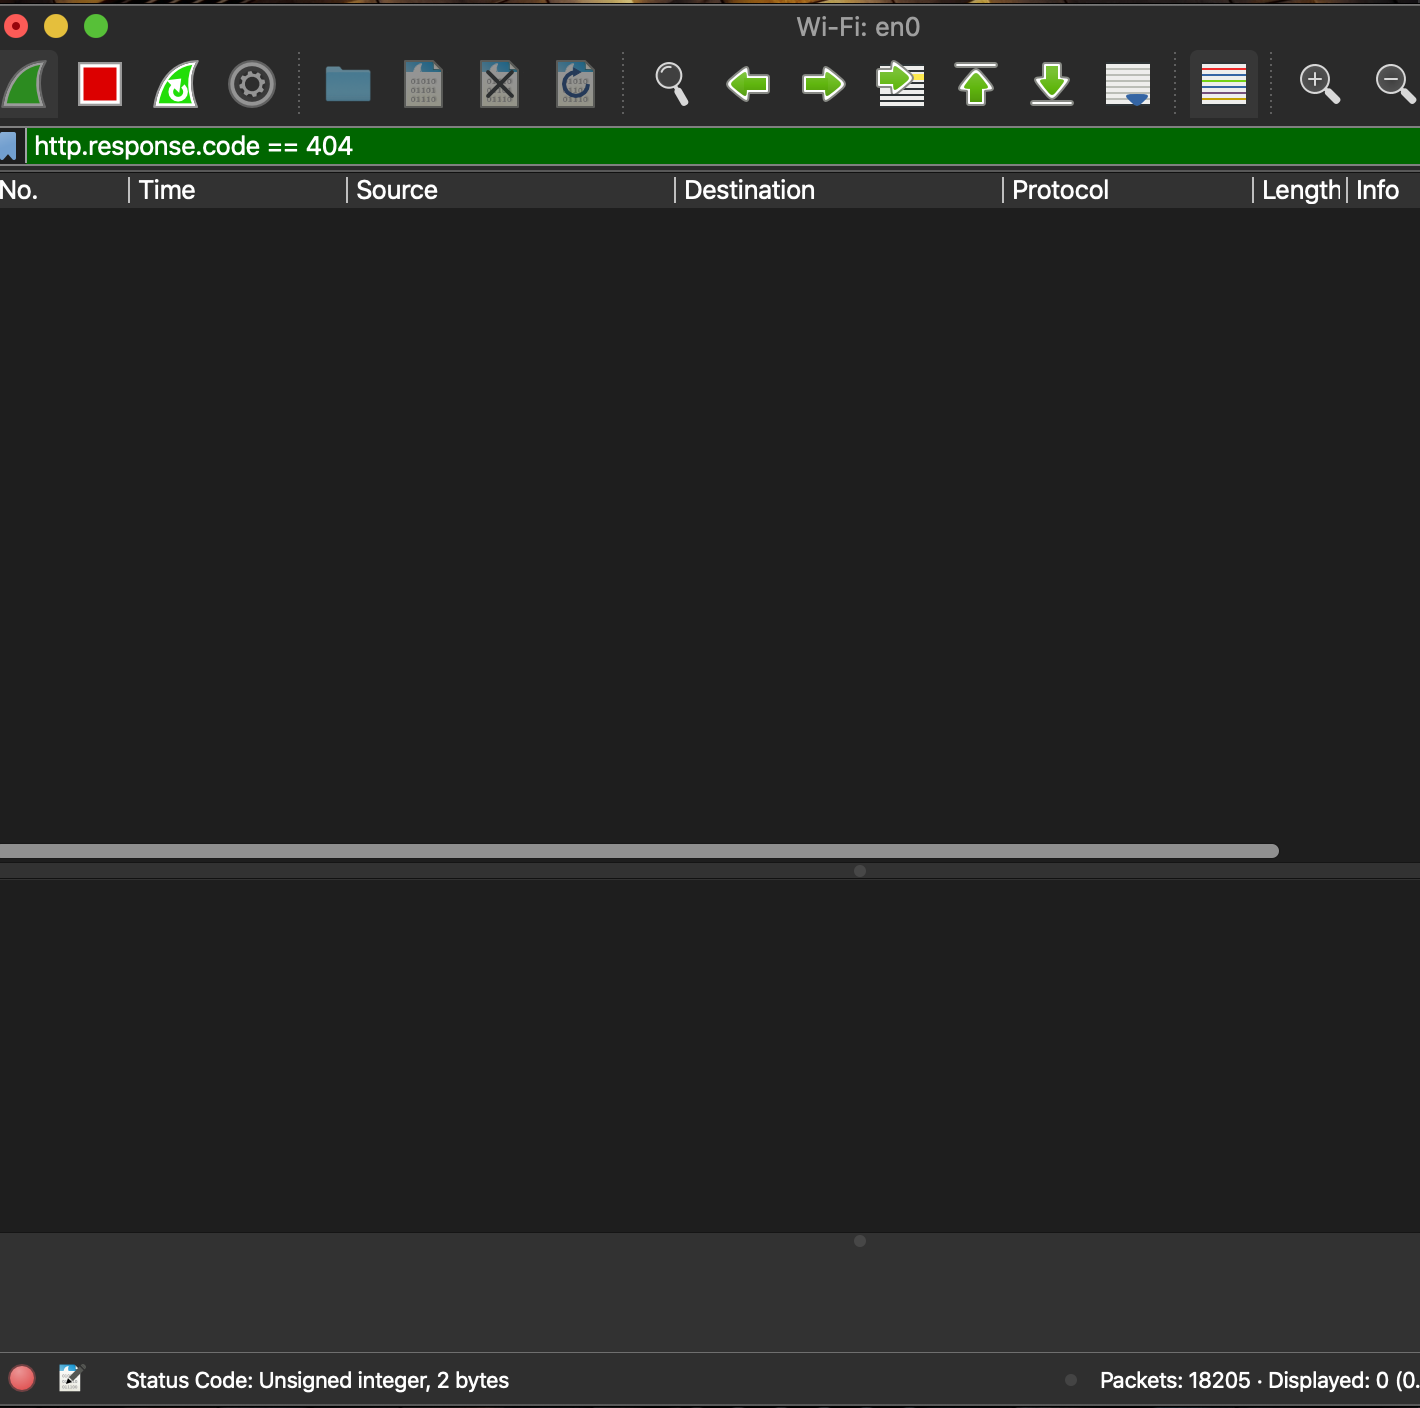 Wi-Fi: en0
http.response.code == 404
No. Time Source Destination Protocol Length Info
Status Code: Unsigned integer, 2 bytes Packets: 18205 · Displayed: 0 (0.